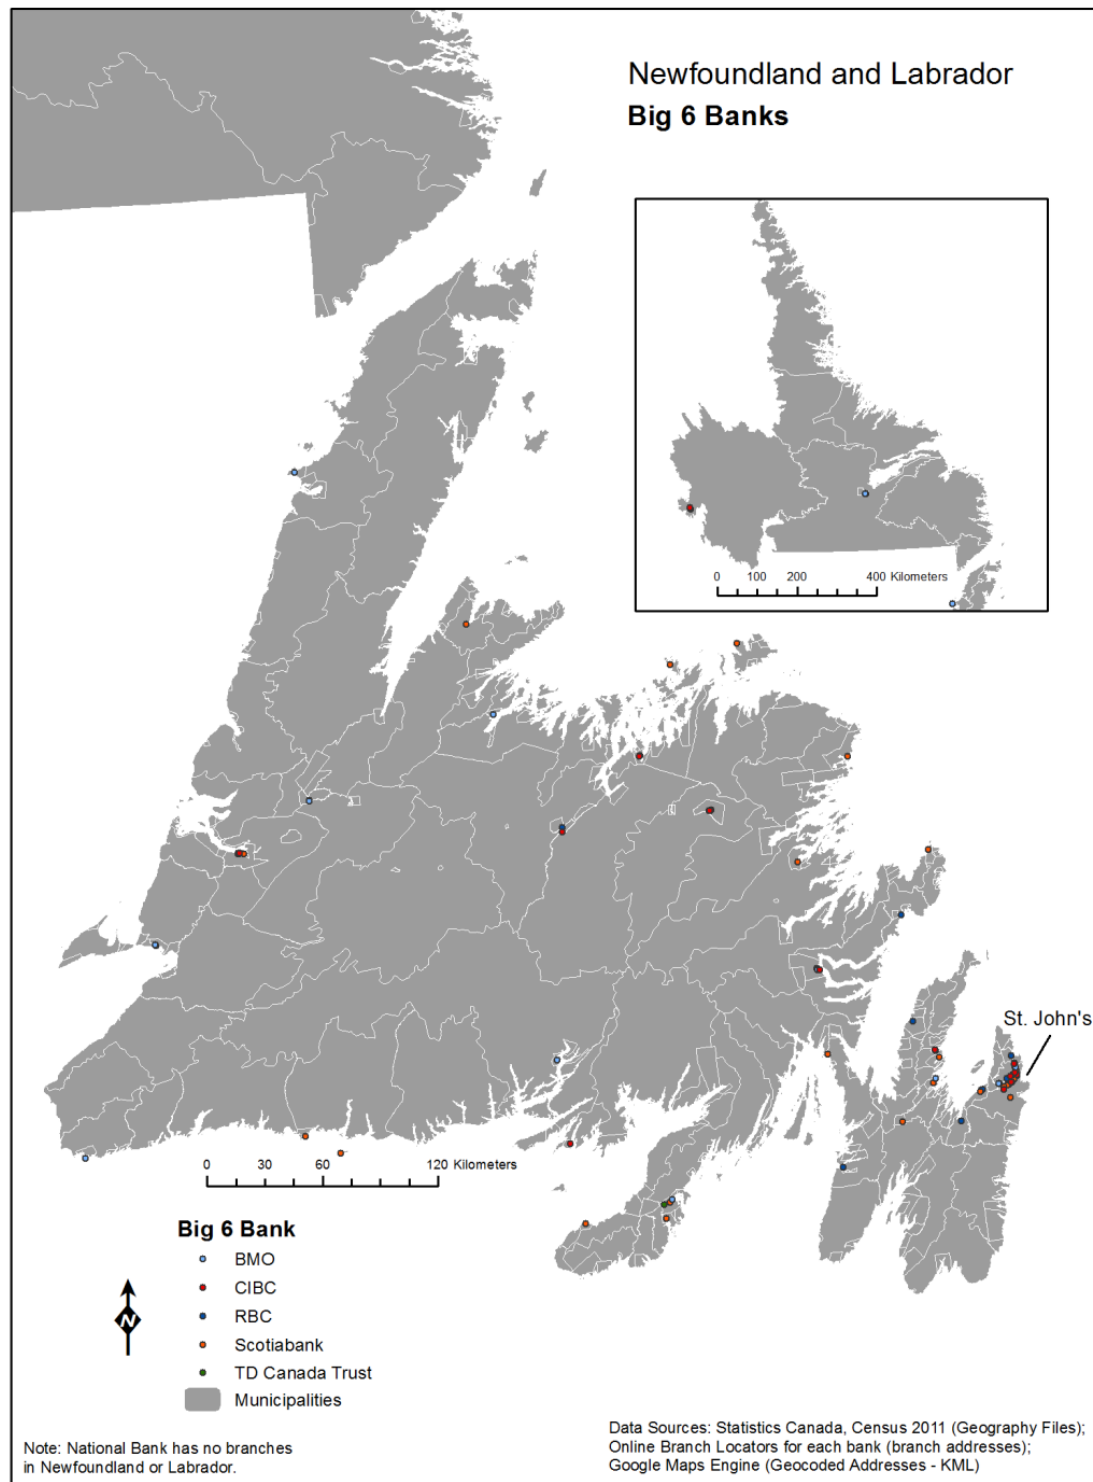 Newfoundland and Labrador
Big 6 Banks
0 100 200 400 Kilometers
St. John's
0 30 60 120 Kilometers
Big 6 Bank
BMO
CIBC
RBC
Scotiabank
TD Canada Trust
Municipalities
N
Note: National Bank has no branches
in Newfoundland or Labrador.
Data Sources: Statistics Canada, Census 2011 (Geography Files);
Online Branch Locators for each bank (branch addresses);
Google Maps Engine (Geocoded Addresses - KML)